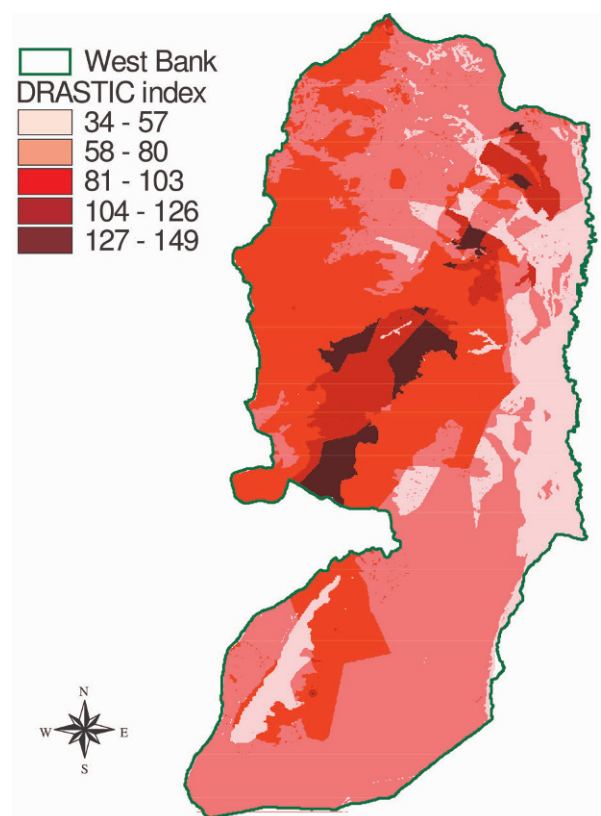 West Bank
DRASTIC index
34 - 57
58 - 80
81 - 103
104 - 126
127 - 149
N
W E
S